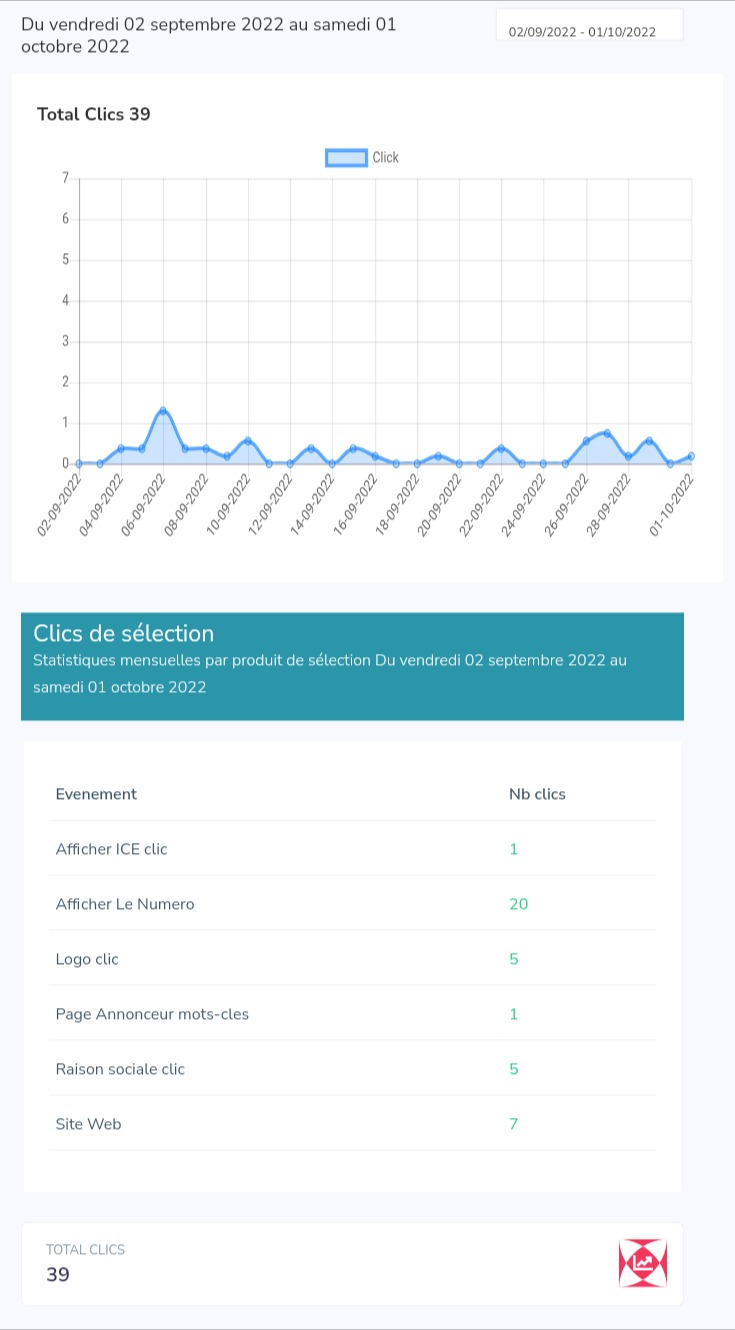 Du vendredi 02 septembre 2022 au samedi 01
octobre 2022
02/09/2022 - 01/10/2022
Total Clics 39
Click
7
6
5
4
3
2
1
0
02-09-2022
04-09-2022
06-09-2022
08-09-2022
10-09-2022
12-09-2022
14-09-2022
16-09-2022
18-09-2022
20-09-2022
22-09-2022
24-09-2022
26-09-2022
28-09-2022
01-10-2022
Clics de sélection
Statistiques mensuelles par produit de sélection Du vendredi 02 septembre 2022 au
samedi 01 octobre 2022
Evenement Nb clics
Afficher ICE clic 1
Afficher Le Numero 20
Logo clic 5
Page Annonceur mots-cles 1
Raison sociale clic 5
Site Web 7
TOTAL CLICS
39